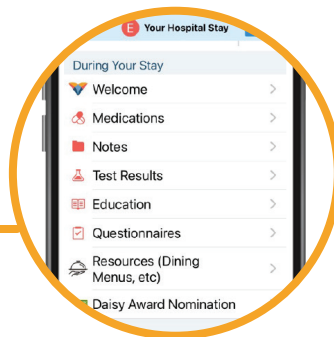 E Your Hospital Stay
During Your Stay
Welcome
Medications
Notes
Test Results
Education
Questionnaires
Resources (Dining
Menus, etc)
Daisy Award Nomination